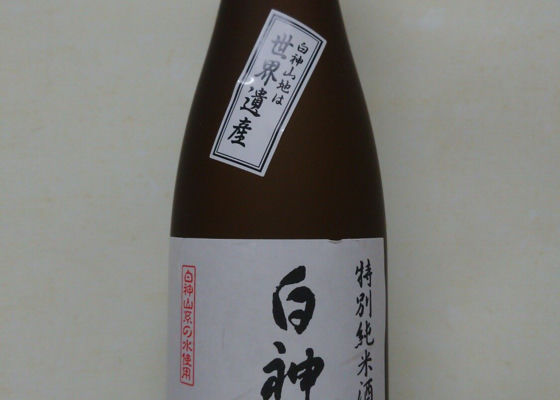 白神山地は
世界遺産
特別純米酒
白神
白神山系の水使用